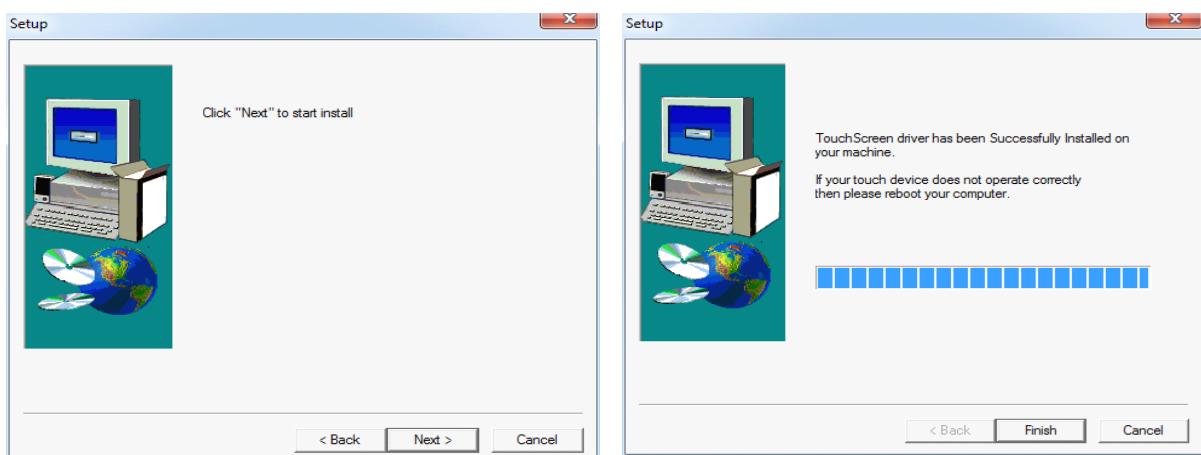 Setup
Click "Next" to start install
< Back
Next >
Cancel
Setup
TouchScreen driver has been Successfully Installed on
your machine.
If your touch device does not operate correctly
then please reboot your computer.
< Back
Finish
Cancel